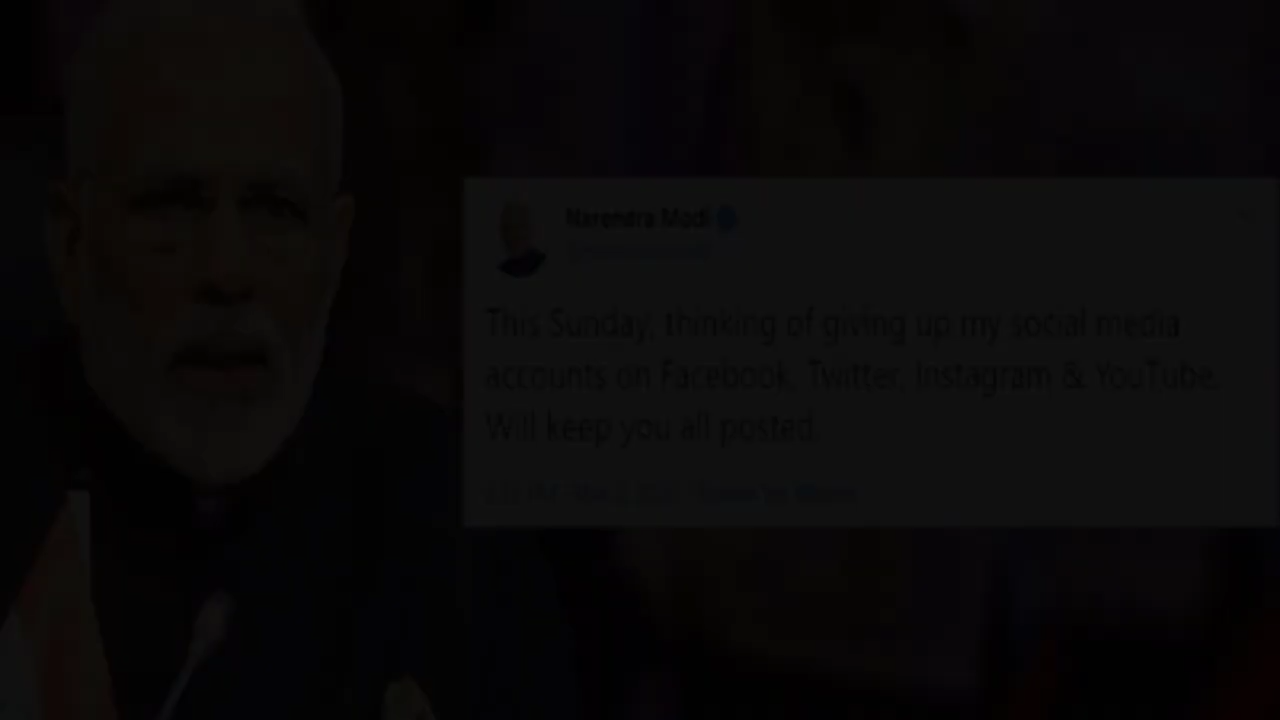 Narendra Modi
This Sunday, thinking of giving up my social media
accounts on Facebook, Twitter, Instagram & YouTube.
Will keep you all posted.